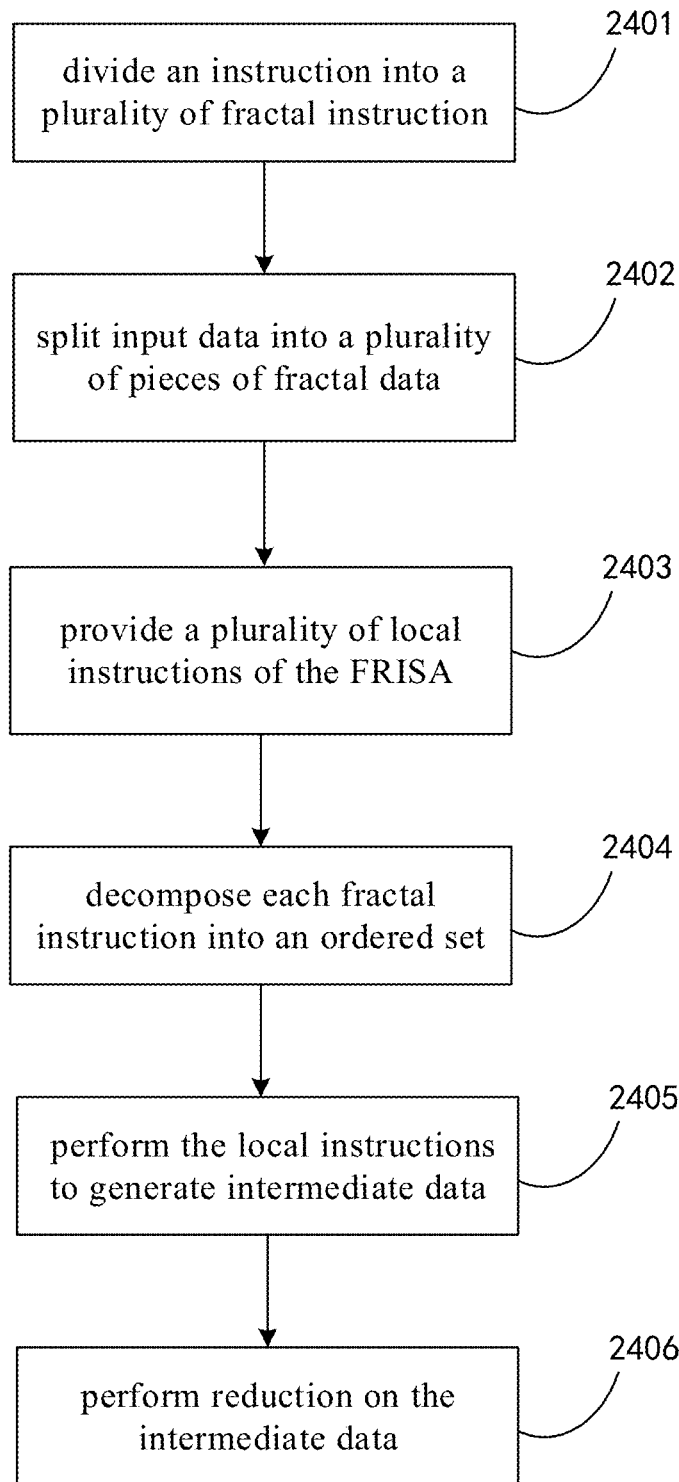 2401
divide an instruction into a
plurality of fractal instruction
2402
split input data into a plurality
of pieces of fractal data
2403
provide a plurality of local
instructions of the FRISA
2404
decompose each fractal
instruction into an ordered set
2405
perform the local instructions
to generate intermediate data
2406
perform reduction on the
intermediate data